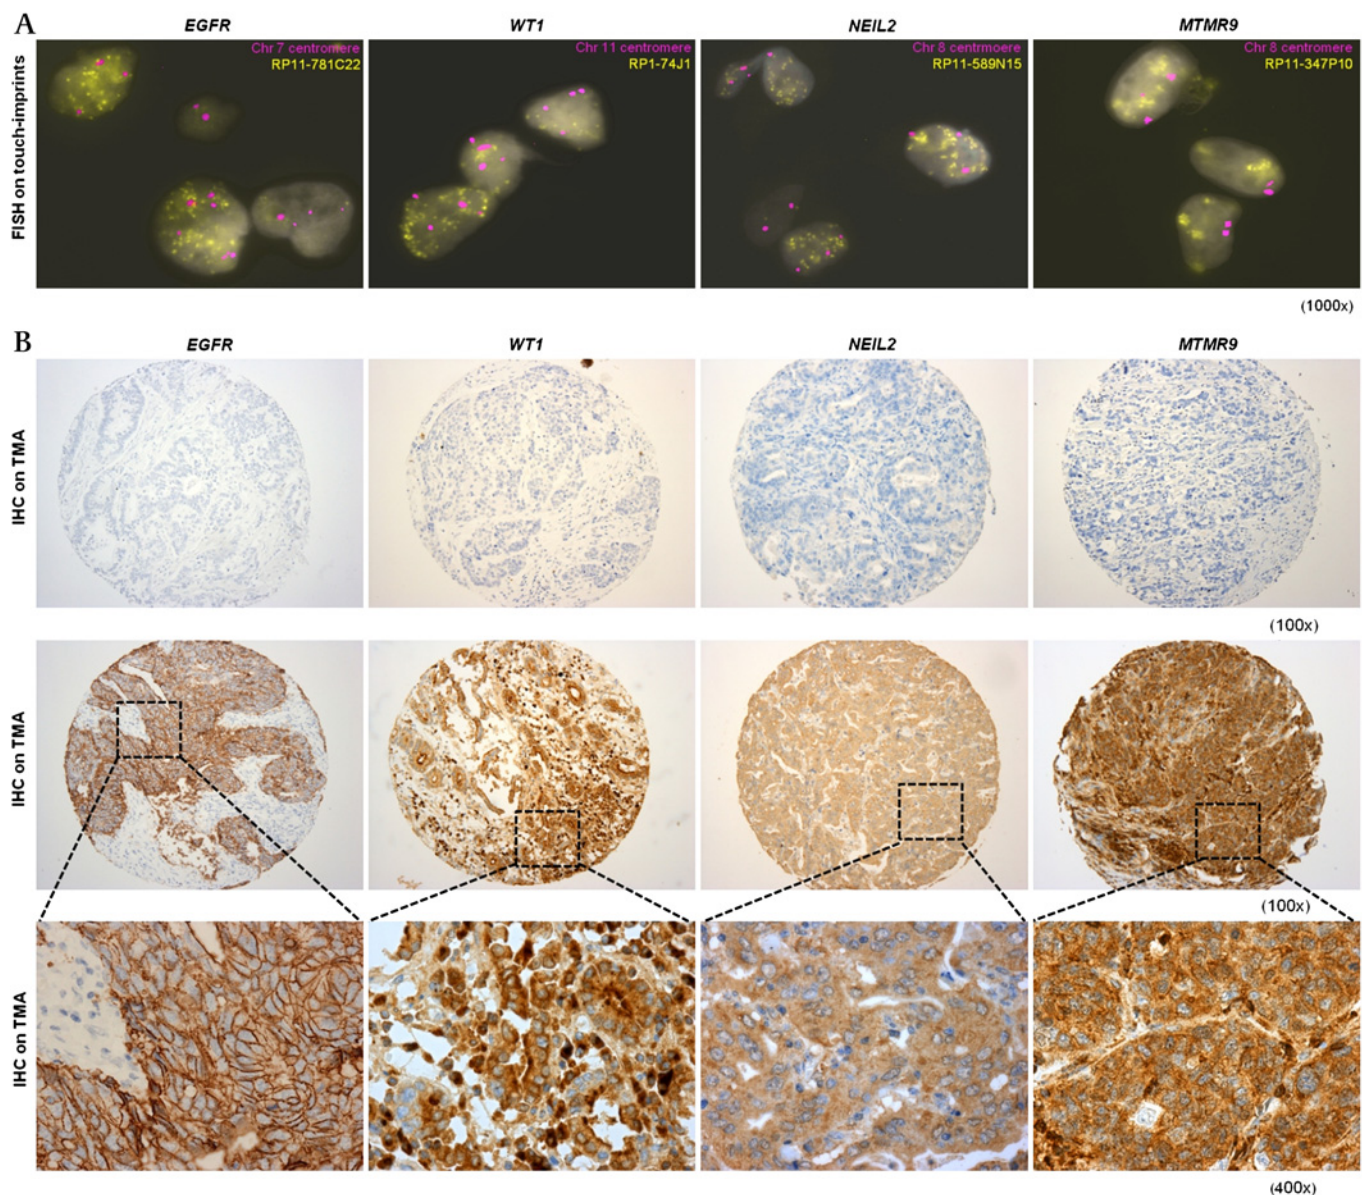 A
EGFR WT1 NEIL2 MTMR9
FISH on touch-imprints
Chr 7 centromere
RP11-781C22
Chr 11 centromere
RP1-74J1
Chr 8 centrmoere
RP11-589N15
Chr 8 centromere
RP11-347P10
(1000x)
B
EGFR WT1 NEIL2 MTMR9
IHC on TMA
(100x)
IHC on TMA
(100x)
IHC on TMA
(400x)